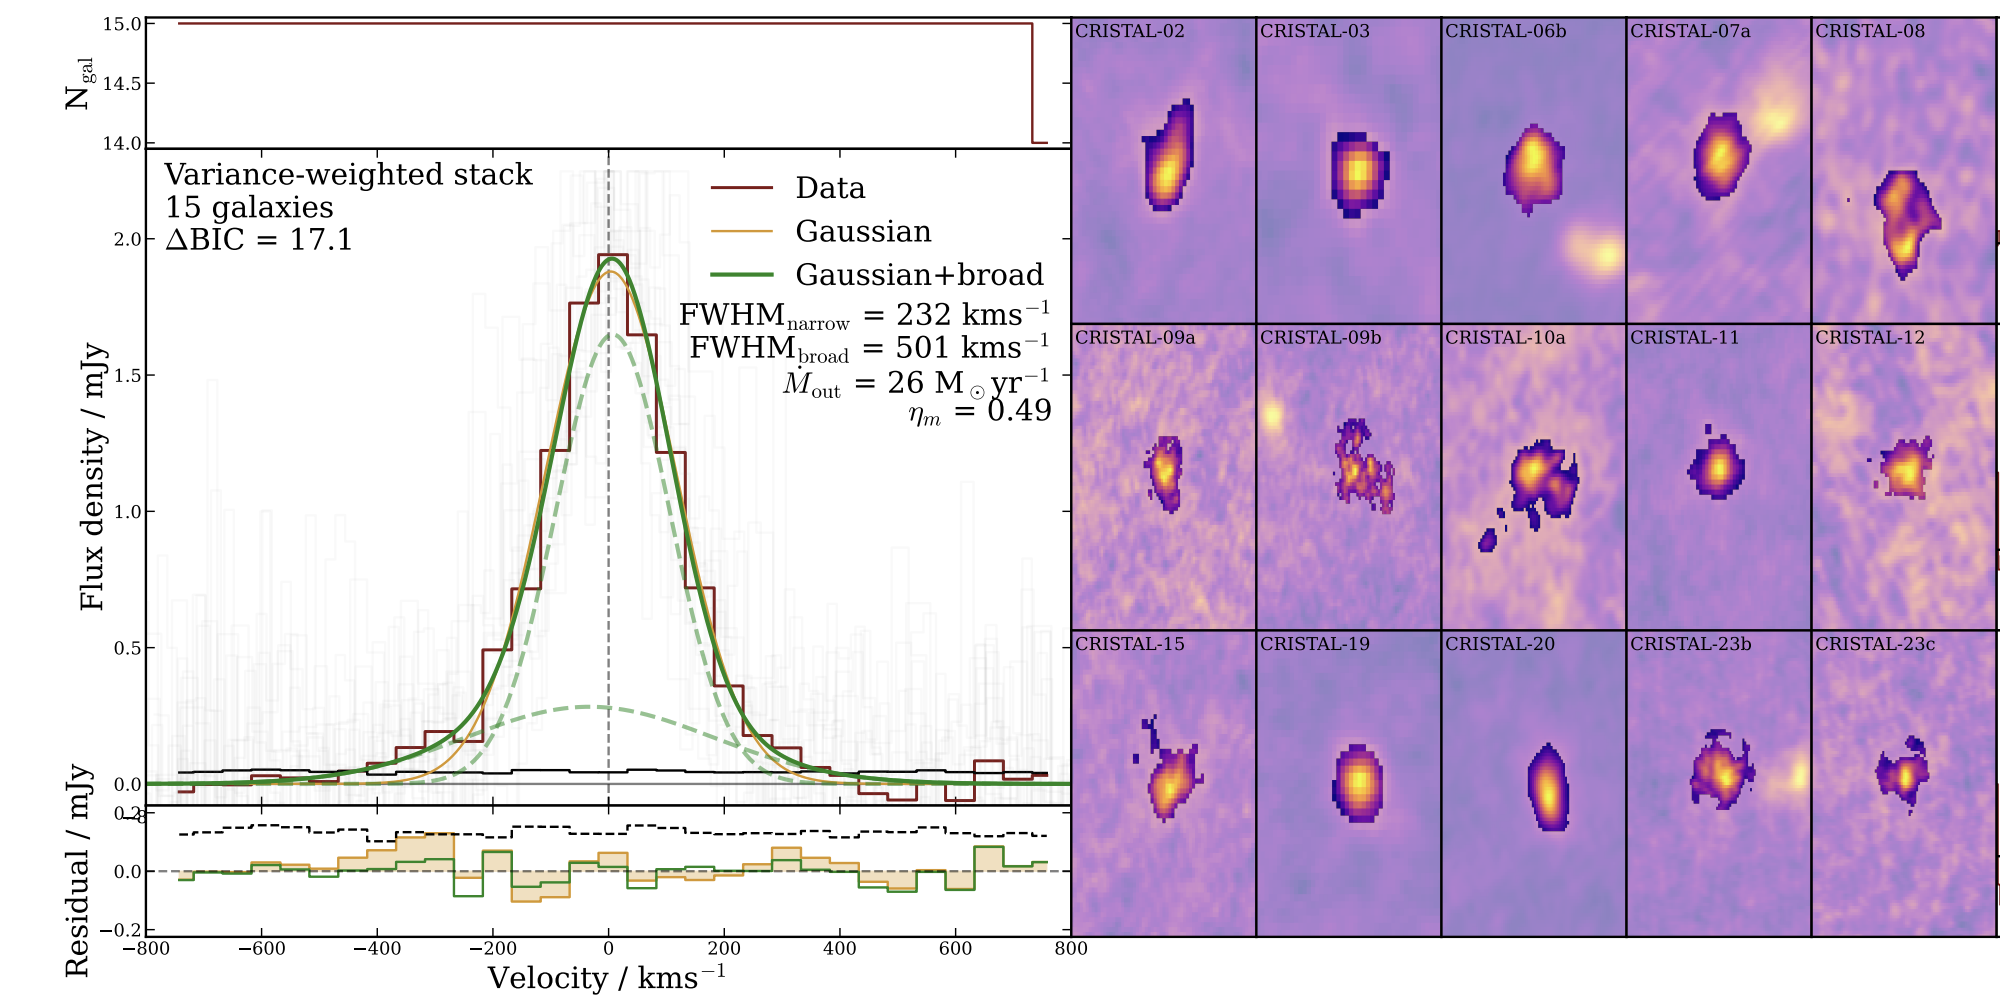 15.0
14.5
14.0
N_gal
Variance-weighted stack
15 galaxies
ΔBIC = 17.1
Data
Gaussian
Gaussian+broad
FWHM_narrow = 232 kms⁻¹
FWHM_broad = 501 kms⁻¹
Ṁ_out = 26 M_⊙ yr⁻¹
η_m = 0.49
2.0
1.5
1.0
0.5
0.0
Flux density / mJy
0.2
0.0
−0.2
Residual / mJy
−800 −600 −400 −200 0 200 400 600 800
Velocity / kms⁻¹
CRISTAL-02 CRISTAL-03 CRISTAL-06b CRISTAL-07a CRISTAL-08
CRISTAL-09a CRISTAL-09b CRISTAL-10a CRISTAL-11 CRISTAL-12
CRISTAL-15 CRISTAL-19 CRISTAL-20 CRISTAL-23b CRISTAL-23c